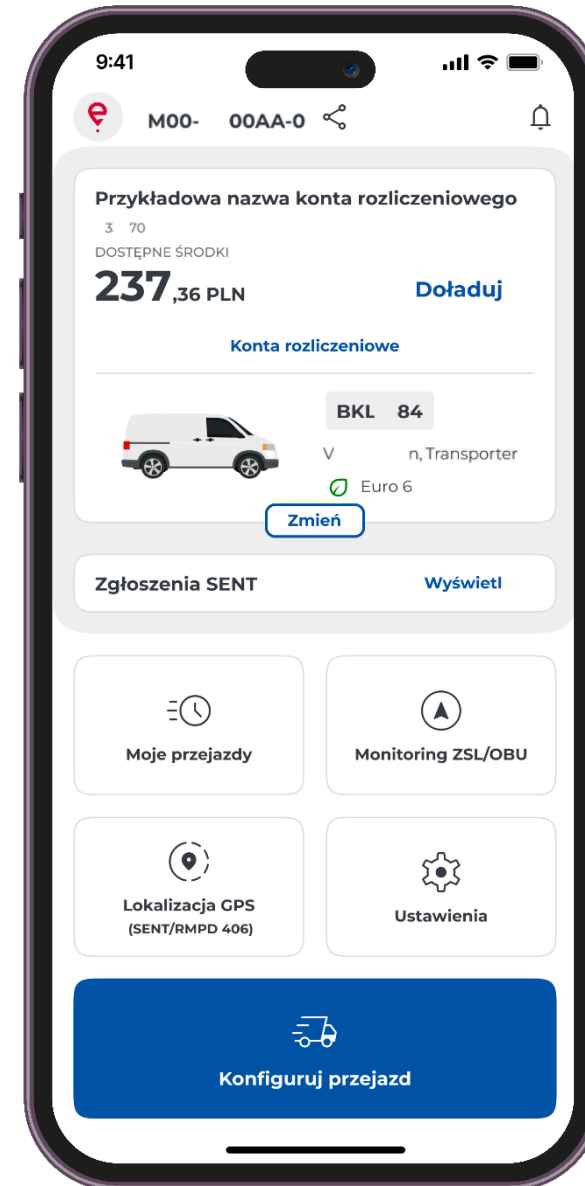 9:41
M00- 00AA-0
Przykładowa nazwa konta rozliczeniowego
3 70
DOSTĘPNE ŚRODKI
237,36 PLN Doładuj
Konta rozliczeniowe
BKL 84
V n, Transporter
Euro 6
Zmień
Zgłoszenia SENT Wyświetl
Moje przejazdy
Monitoring ZSL/OBU
Lokalizacja GPS
(SENT/RMPD 406)
Ustawienia
Konfiguruj przejazd